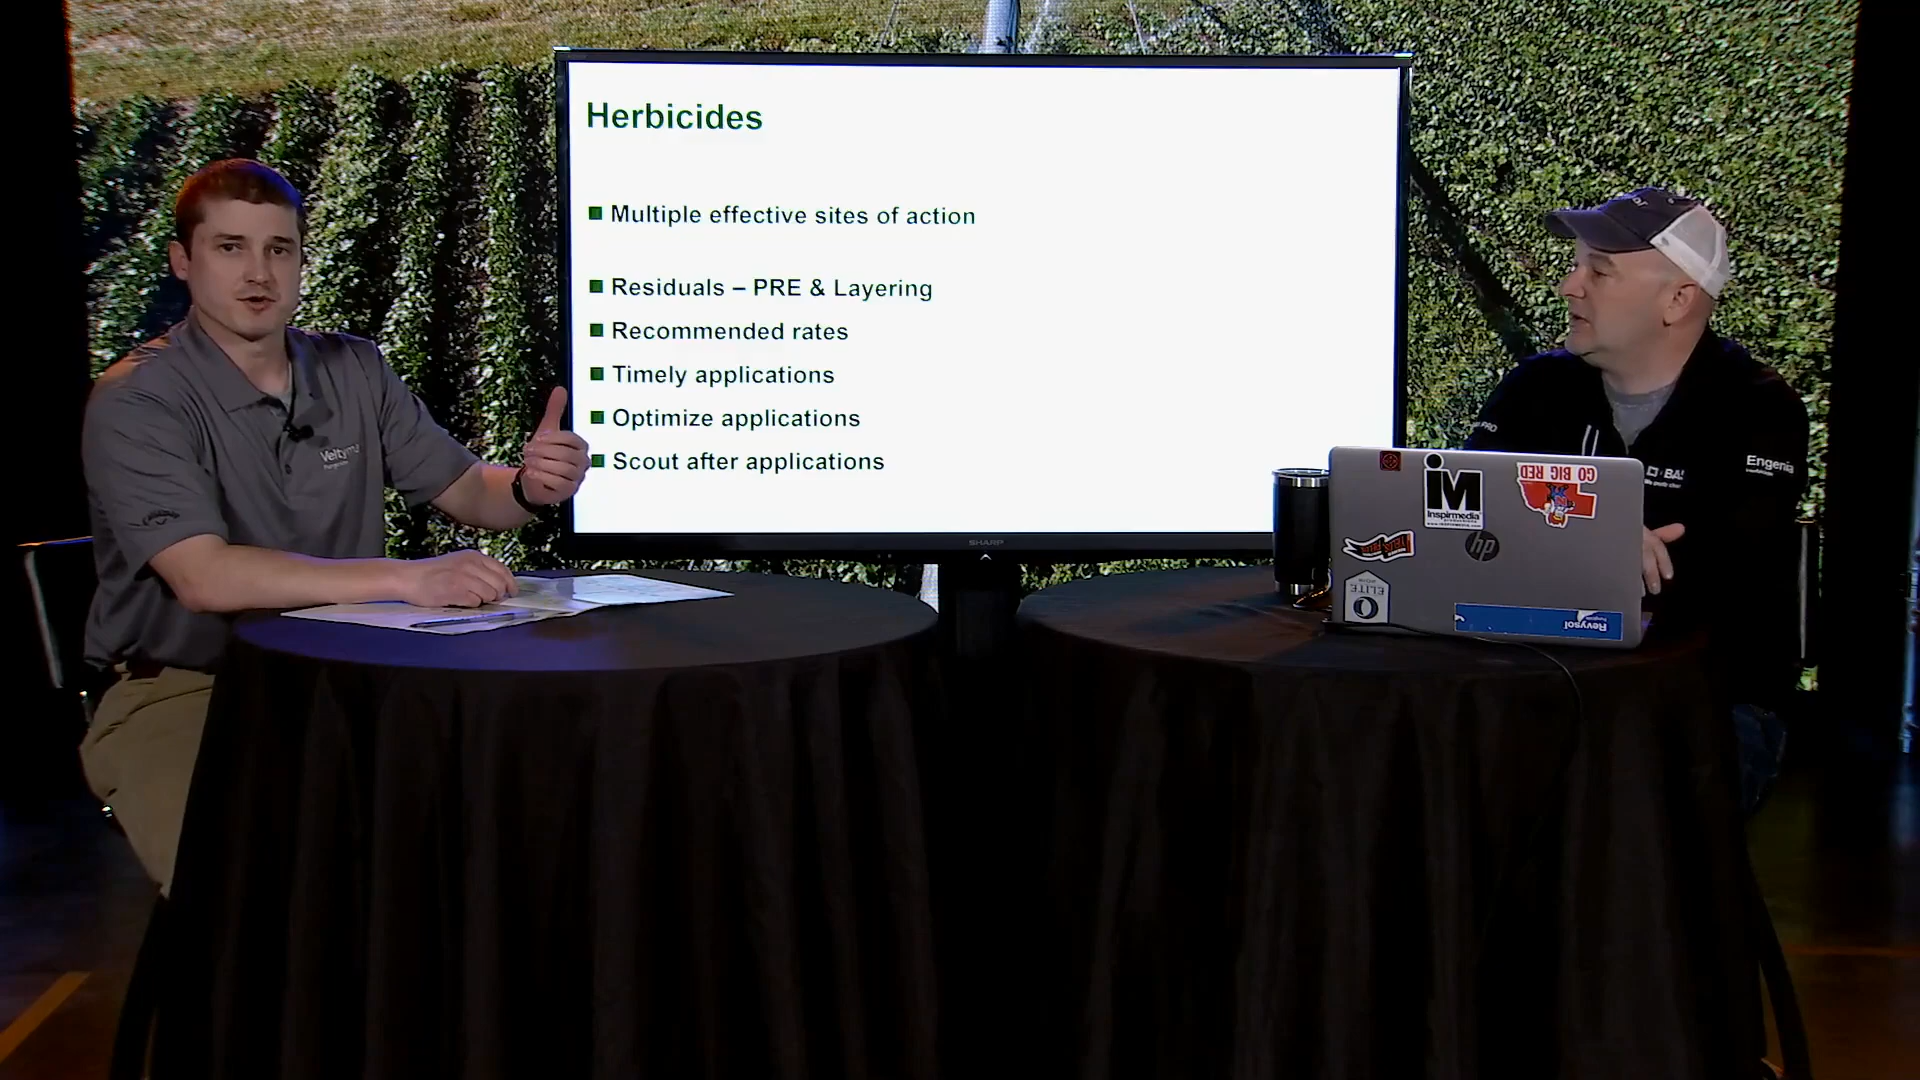 Herbicides
■ Multiple effective sites of action
■ Residuals – PRE & Layering
■ Recommended rates
■ Timely applications
■ Optimize applications
■ Scout after applications
SHARP
Engenia
GO BIG RED
iM
Inspirmedia
hp
ELITE
Revysol